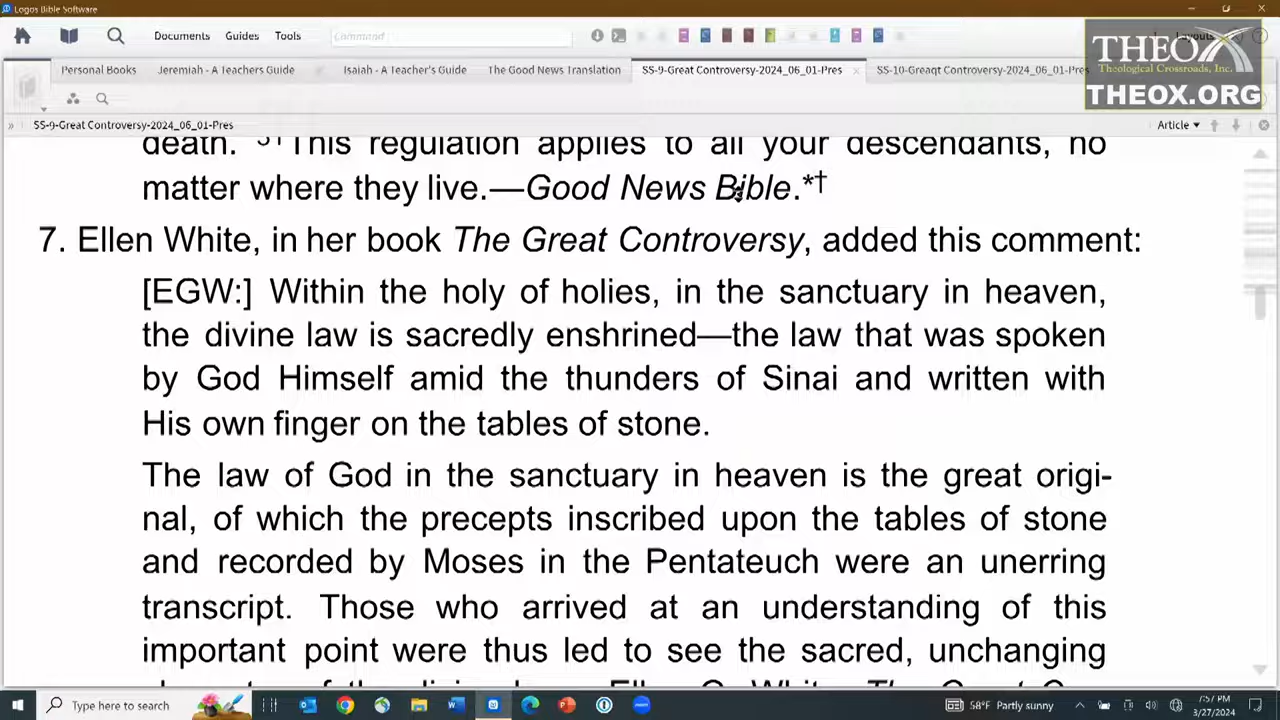 Logos Bible Software
Documents Guides Tools Command
THEOX
Theological Crossroads, Inc.
THEOX.ORG
Personal Books Jeremiah - A Teachers Guide Isaiah - A SS-9-Great Controversy-2024_06_01-Pres SS-10-Greaqt Controversy-2024_06_01-Pres
SS-9-Great Controversy-2024_06_01-Pres Article
death. 31 This regulation applies to all your descendants, no
matter where they live.—Good News Bible.*†
7. Ellen White, in her book The Great Controversy, added this comment:
[EGW:] Within the holy of holies, in the sanctuary in heaven,
the divine law is sacredly enshrined—the law that was spoken
by God Himself amid the thunders of Sinai and written with
His own finger on the tables of stone.
The law of God in the sanctuary in heaven is the great origi-
nal, of which the precepts inscribed upon the tables of stone
and recorded by Moses in the Pentateuch were an unerring
transcript. Those who arrived at an understanding of this
important point were thus led to see the sacred, unchanging
Type here to search 58°F Partly sunny 7:57 PM
3/27/2024